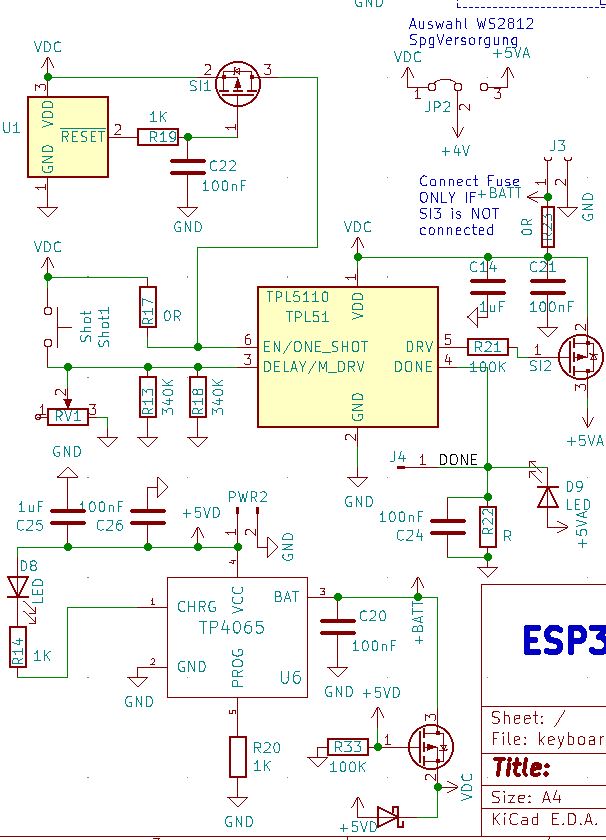 GND
Auswahl WS2812
SpgVersorgung
VDC
VDC
+5VA
2
3
SI1
1
3
JP2
2
1K
U1
VDD
3
RESET
2
R19
1
+4V
J3
GND
C22
100nF
1
2
1
GND
GND
Connect Fuse
ONLY IF
SI3 is NOT
connected
+BATT
0R
R23
GND
VDC
VDC
C14
C21
1
TPL5110
TPL51
VDD
1uF
100nF
Shot
Shot1
R17
0R
2
6
EN/ONE_SHOT
DRV
5
R21
1
3
DELAY/M_DRV
DONE
4
100K
SI2
2
R13
340K
R18
340K
3
1
RV1
3
GND
2
+5VA
GND
J4
1
DONE
GND
D9
LED
+5VA
1uF
C25
100nF
C26
+5VD
PWR2
1
2
GND
100nF
C24
R22
R
D8
LED
4
1
CHRG
VCC
BAT
3
TP4065
C20
100nF
+BATT
R14
1K
2
GND
PROG
U6
GND
GND
+5VD
5
3
R20
1K
R33
1
100K
2
VDC
GND
+5VD
ESP3
Sheet: /
File: keyboar
Title:
Size: A4
KiCad E.D.A.